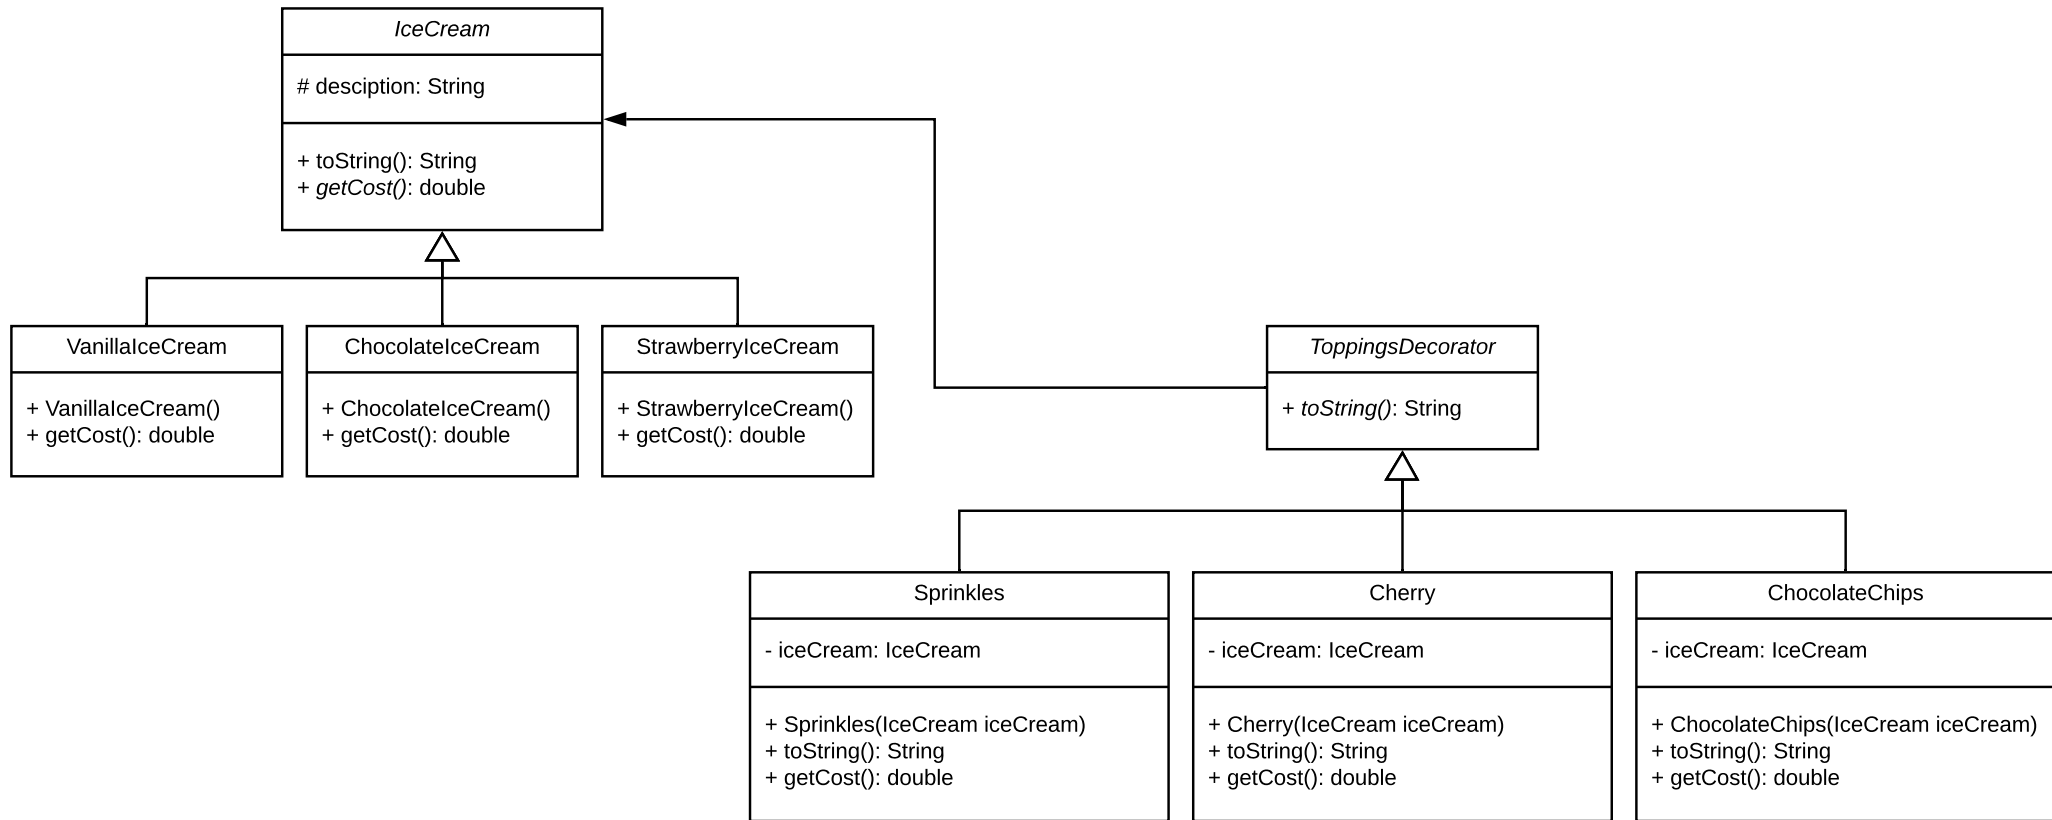 IceCream
# desciption: String
+ toString(): String
+ getCost(): double
VanillaIceCream
+ VanillaIceCream()
+ getCost(): double
ChocolateIceCream
+ ChocolateIceCream()
+ getCost(): double
StrawberryIceCream
+ StrawberryIceCream()
+ getCost(): double
ToppingsDecorator
+ toString(): String
Sprinkles
- iceCream: IceCream
+ Sprinkles(IceCream iceCream)
+ toString(): String
+ getCost(): double
Cherry
- iceCream: IceCream
+ Cherry(IceCream iceCream)
+ toString(): String
+ getCost(): double
ChocolateChips
- iceCream: IceCream
+ ChocolateChips(IceCream iceCream)
+ toString(): String
+ getCost(): double